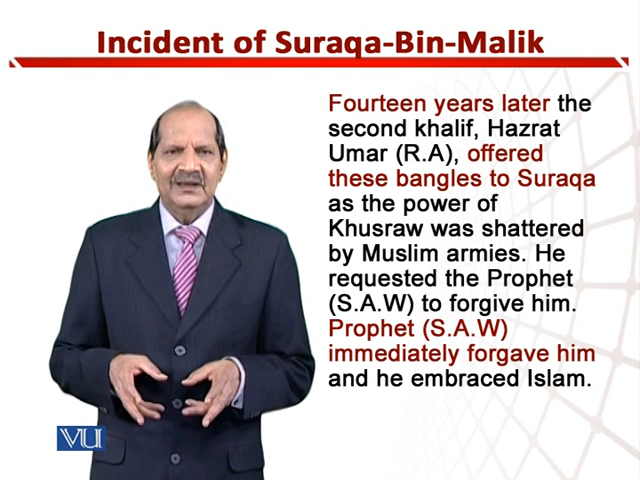 Incident of Suraqa-Bin-Malik
Fourteen years later the
second khalif, Hazrat
Umar (R.A), offered
these bangles to Suraqa
as the power of
Khusraw was shattered
by Muslim armies. He
requested the Prophet
(S.A.W) to forgive him.
Prophet (S.A.W)
immediately forgave him
and he embraced Islam.
VU